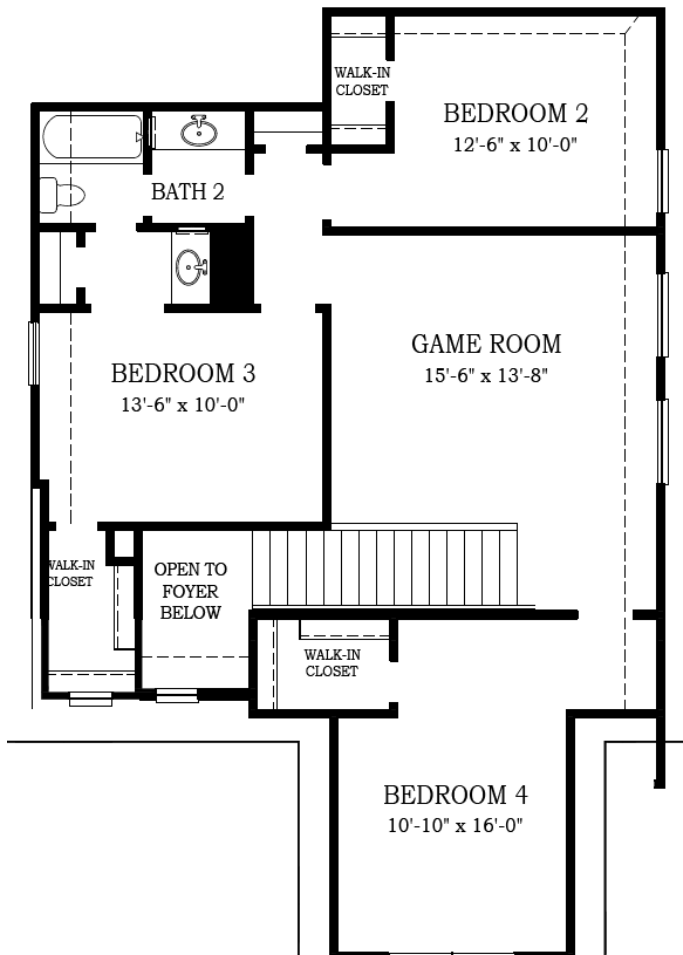 WALK-IN
CLOSET
BEDROOM 2
12'-6" x 10'-0"
BATH 2
GAME ROOM
15'-6" x 13'-8"
BEDROOM 3
13'-6" x 10'-0"
WALK-IN
CLOSET
OPEN TO
FOYER
BELOW
WALK-IN
CLOSET
BEDROOM 4
10'-10" x 16'-0"